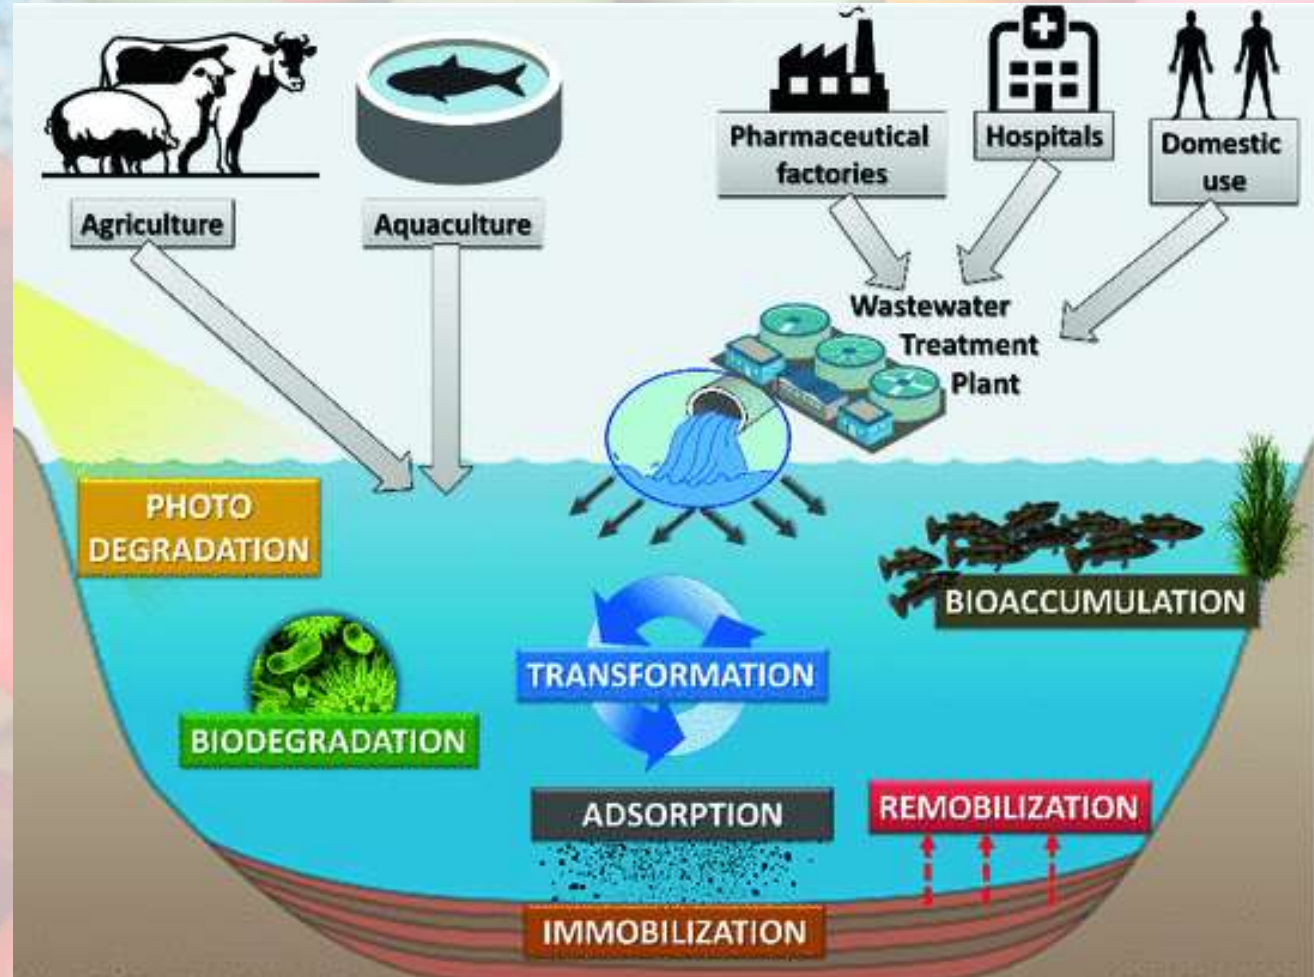 Pharmaceutical
factories
Hospitals
Domestic
use
Agriculture
Aquaculture
Wastewater
Treatment
Plant
PHOTO
DEGRADATION
BIOACCUMULATION
TRANSFORMATION
BIODEGRADATION
ADSORPTION
REMOBILIZATION
IMMOBILIZATION